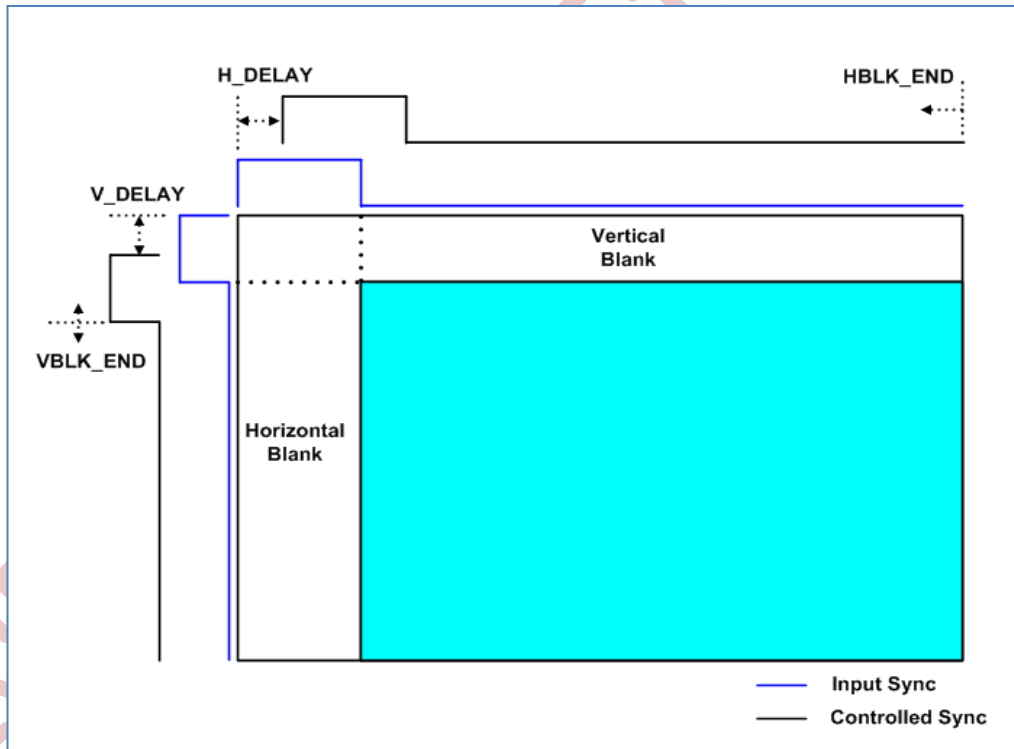 H_DELAY
HBLK_END
V_DELAY
Vertical
Blank
VBLK_END
Horizontal
Blank
Input Sync
Controlled Sync